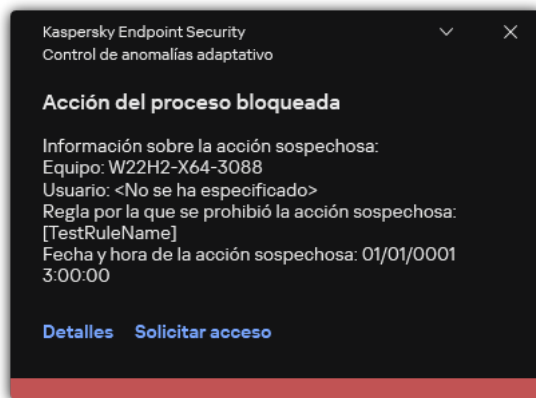 Kaspersky Endpoint Security
Control de anomalías adaptativo
Acción del proceso bloqueada
Información sobre la acción sospechosa:
Equipo: W22H2-X64-3088
Usuario: <No se ha especificado>
Regla por la que se prohibió la acción sospechosa:
[TestRuleName]
Fecha y hora de la acción sospechosa: 01/01/0001
3:00:00
Detalles Solicitar acceso